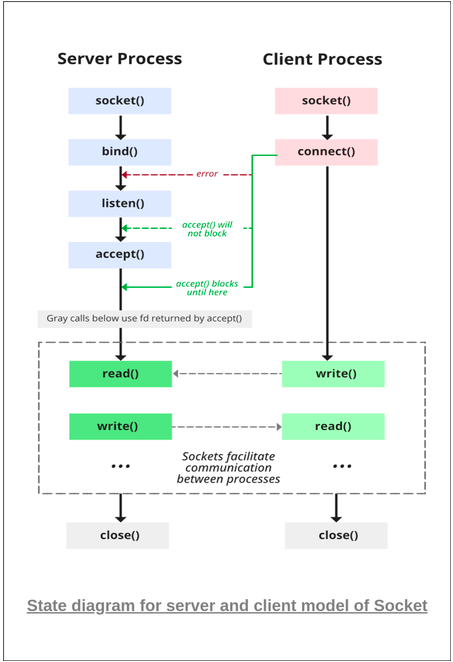 Server Process
Client Process
socket()
socket()
bind()
connect()
error
listen()
accept() will
not block
accept()
accept() blocks
until here
Gray calls below use fd returned by accept()
read()
write()
write()
read()
...
Sockets facilitate
communication
between processes
...
close()
close()
State diagram for server and client model of Socket